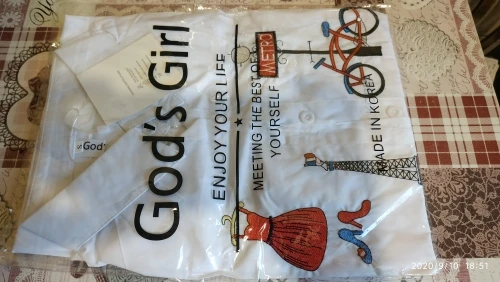 God's Girl
ENJOY YOUR LIFE
MEETING THE BEST OF
YOURSELF
METRO
MADE IN KOREA
God'
2020/9/10 18:51